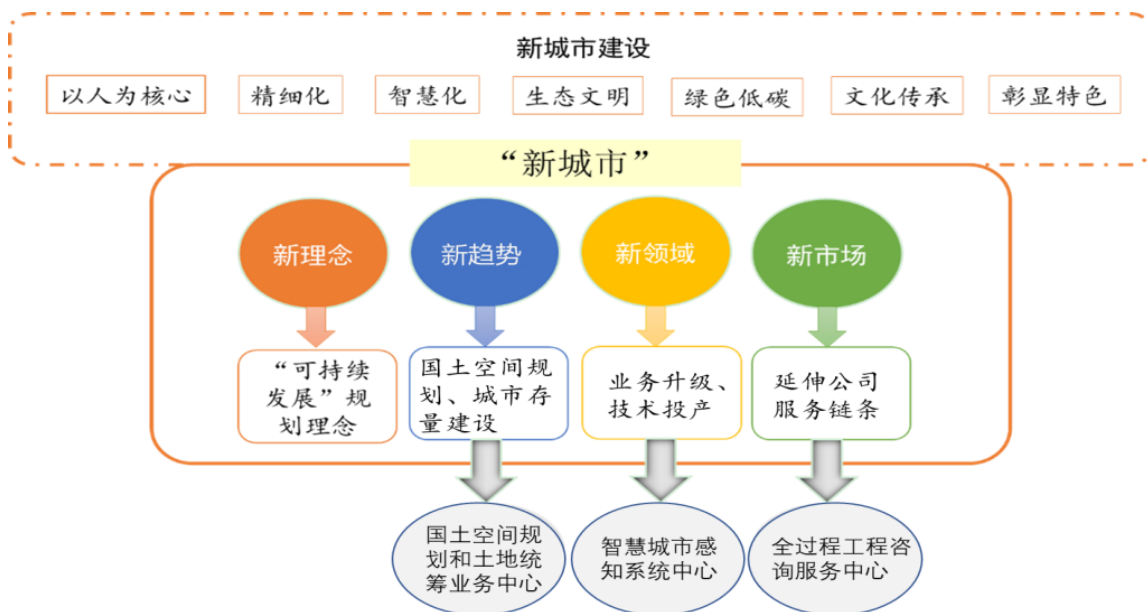 新城市建设
以人为核心
精细化
智慧化
生态文明
绿色低碳
文化传承
彰显特色
“新城市”
新理念
新趋势
新领域
新市场
“可持续
发展”规
划理念
国土空间规
划、城市存
量建设
业务升级、
技术投产
延伸公司
服务链条
国土空间规
划和土地统
筹业务中心
智慧城市感
知系统中心
全过程工程咨
询服务中心